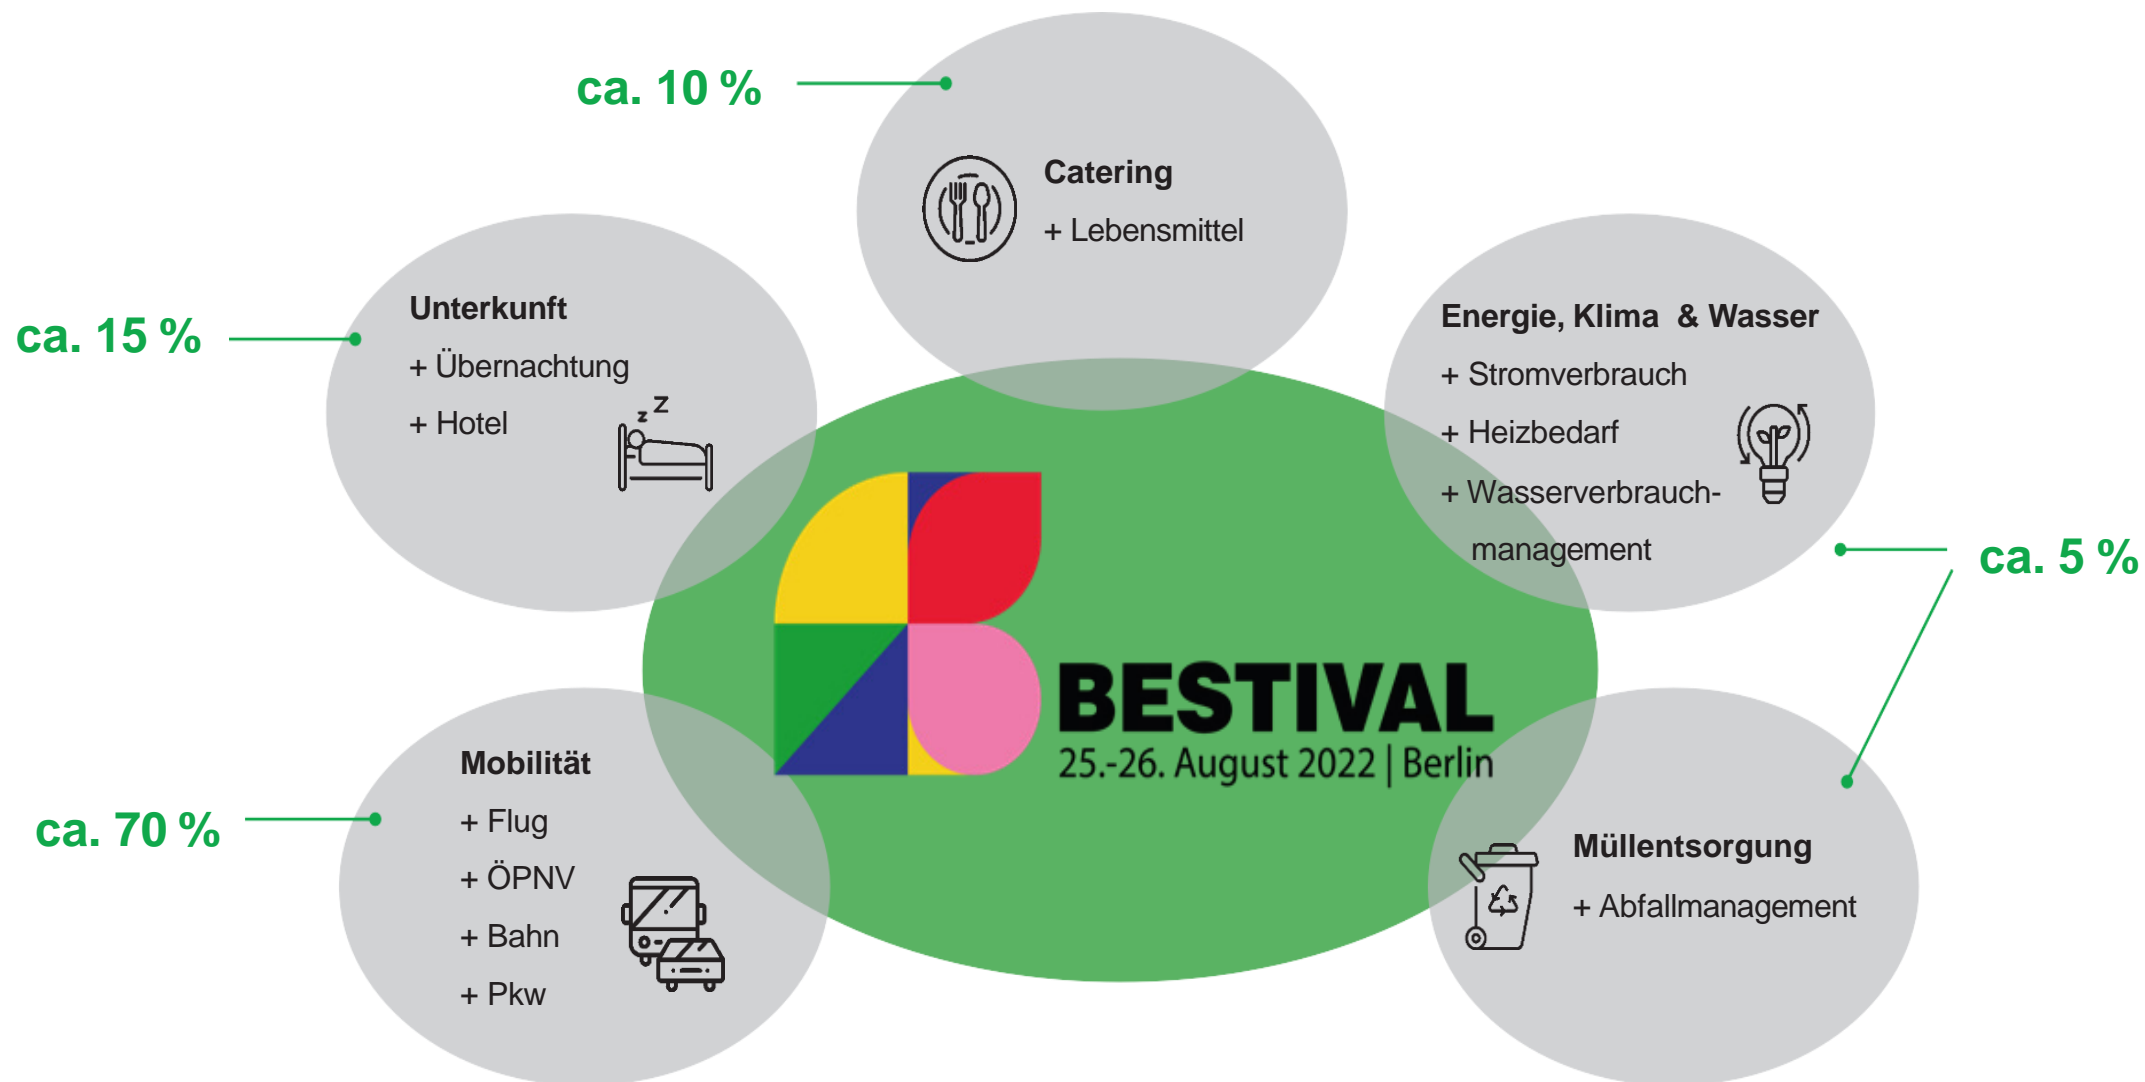 ca. 10 %
Catering
+ Lebensmittel
ca. 15 %
Unterkunft
+ Übernachtung
+ Hotel
z Z
Energie, Klima & Wasser
+ Stromverbrauch
+ Heizbedarf
+ Wasserverbrauch-
management
ca. 5 %
BESTIVAL
25.-26. August 2022 | Berlin
ca. 70 %
Mobilität
+ Flug
+ ÖPNV
+ Bahn
+ Pkw
Müllentsorgung
+ Abfallmanagement